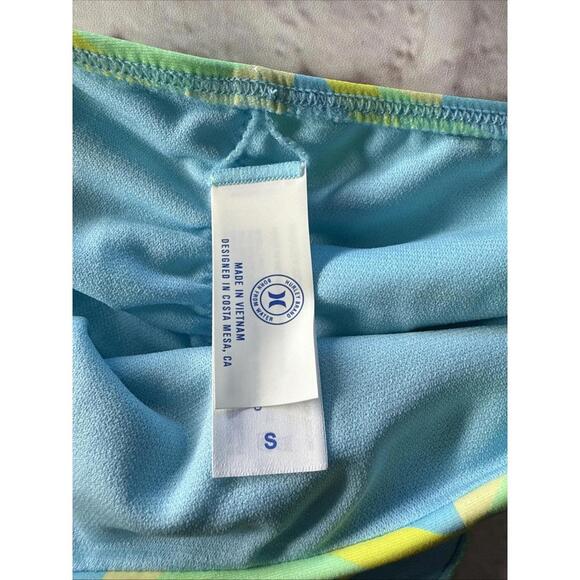 HURLEY BRAND
BORN FROM WATER
MADE IN VIETNAM
DESIGNED IN COSTA MESA, CA
S